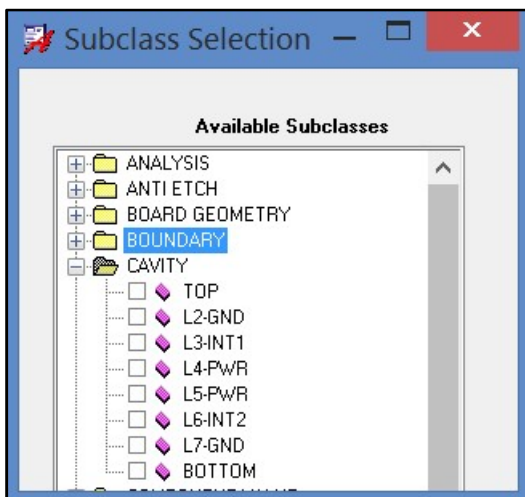 Subclass Selection
Available Subclasses
ANALYSIS
ANTI ETCH
BOARD GEOMETRY
BOUNDARY
CAVITY
TOP
L2-GND
L3-INT1
L4-PWR
L5-PWR
L6-INT2
L7-GND
BOTTOM